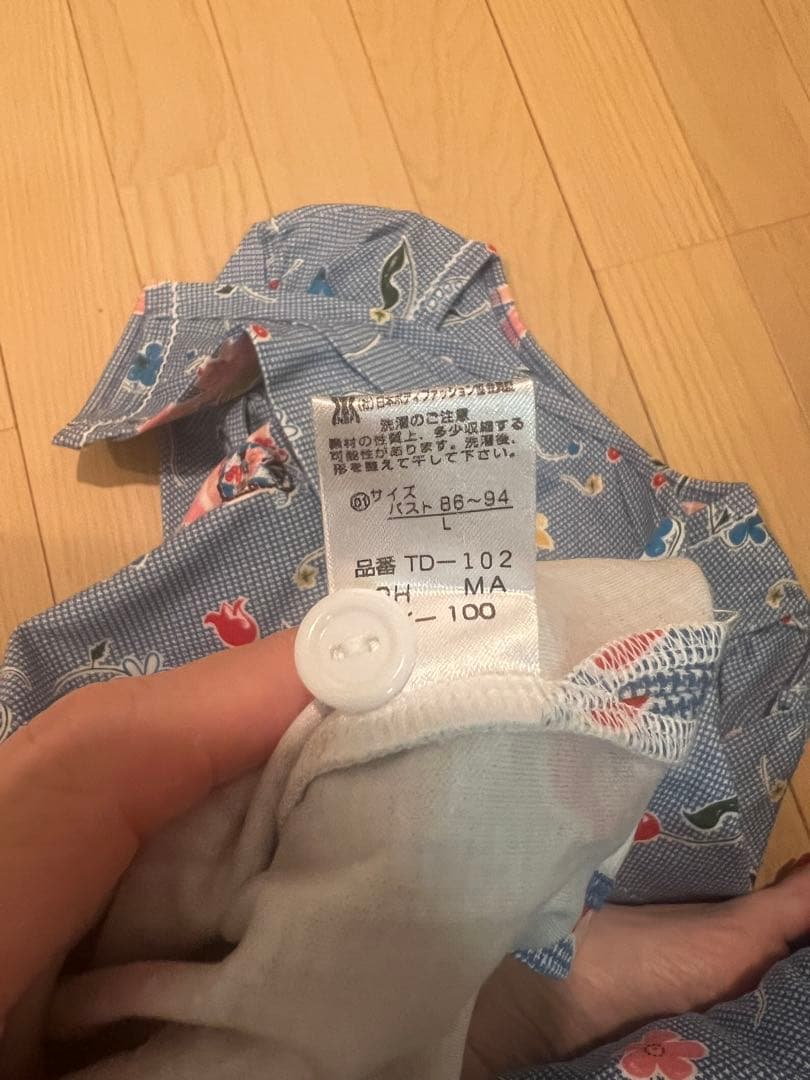 NBF (社)日本ボディファッション協会
洗濯のご注意
素材の性質上、多少収縮する
可能性があります。洗濯後、
形を整えて干して下さい。
01 サイズ
バスト 86〜94
L
品番 TD-102
MA
- 100